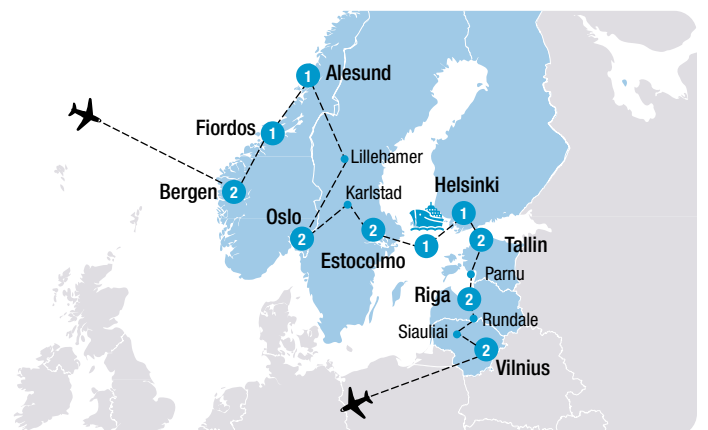 1 Alesund
Fiordos 1
Lillehamer
Bergen 2
Karlstad
Helsinki
1
Oslo
2
2
Estocolmo
1
2
Tallin
Parnu
Riga 2
Rundale
Siauliai
2
Vilnius